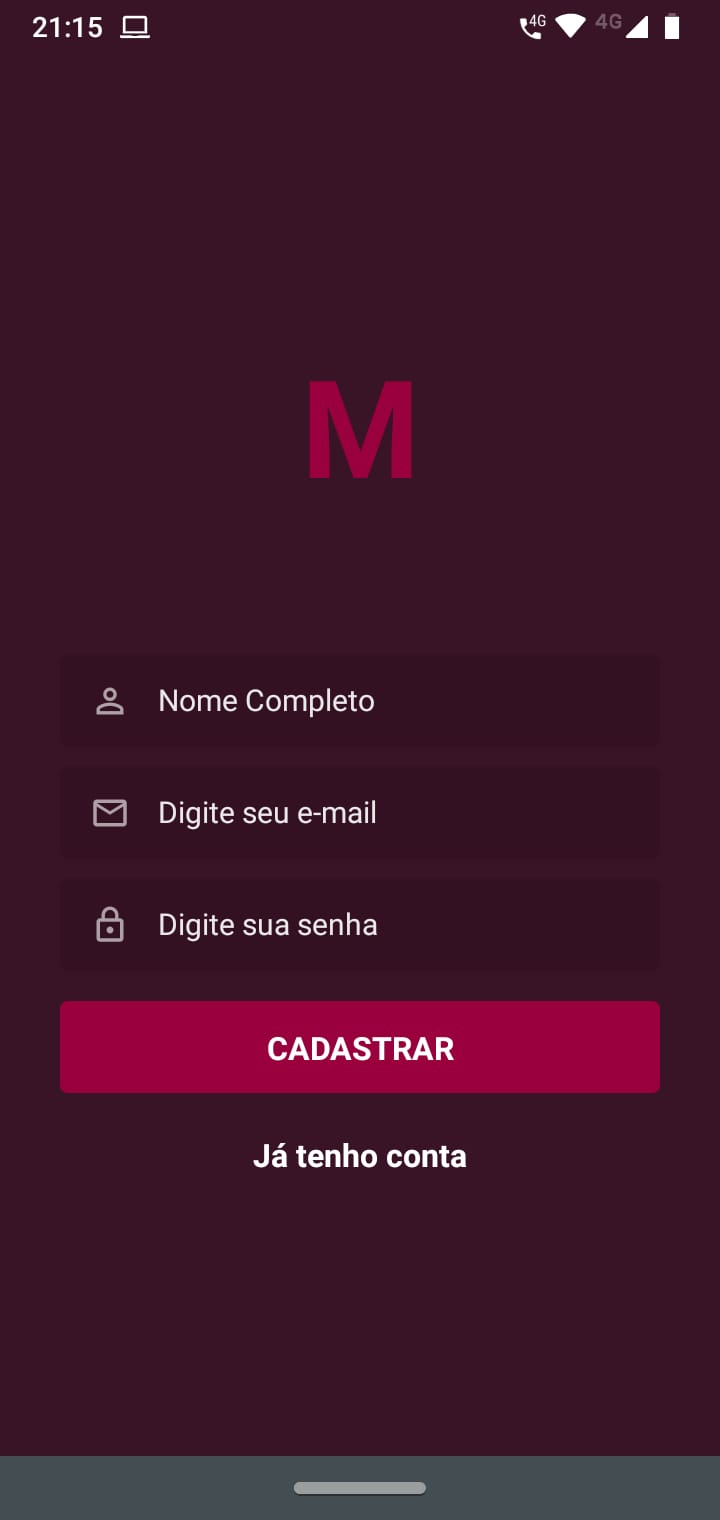 21:15
4G 4G
M
Nome Completo
Digite seu e-mail
Digite sua senha
CADASTRAR
Já tenho conta